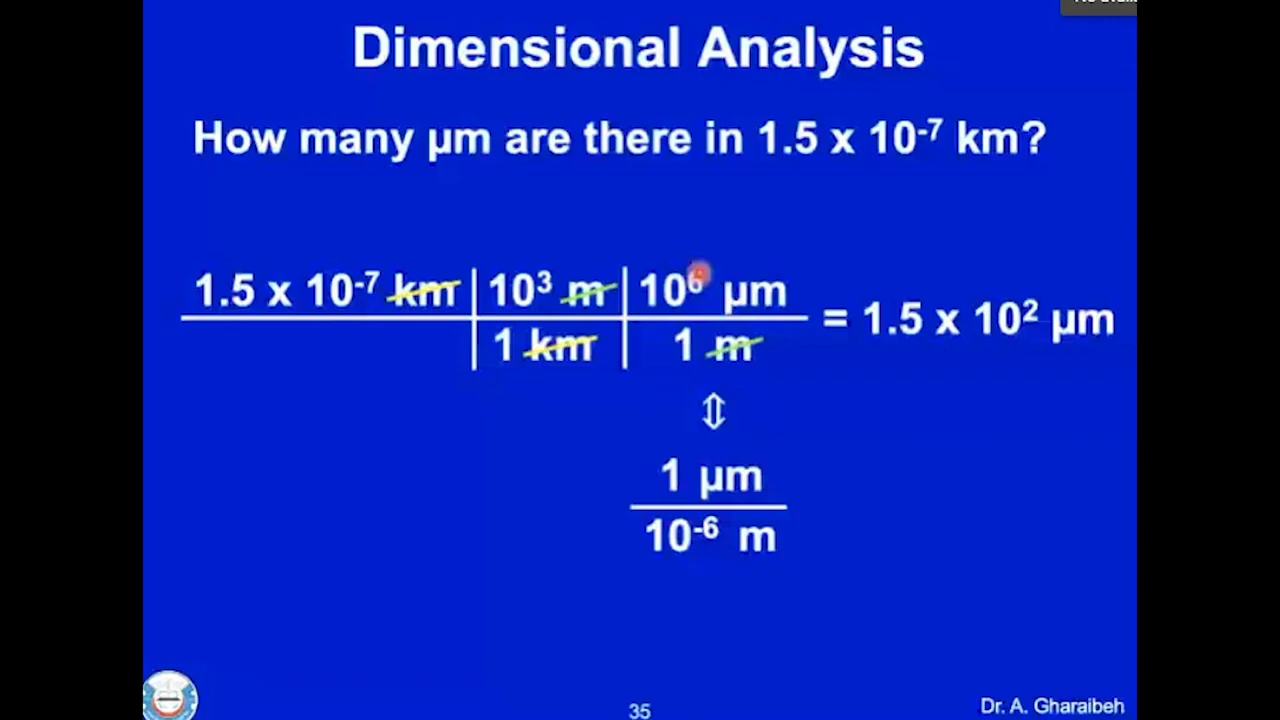 Dimensional Analysis
How many µm are there in 1.5 x 10⁻⁷ km?
1.5 x 10⁻⁷ km | 10³ m | 10⁶ µm
1 km | 1 m
= 1.5 x 10² µm
⇕
1 µm
10⁻⁶ m
35
Dr. A. Gharaibeh